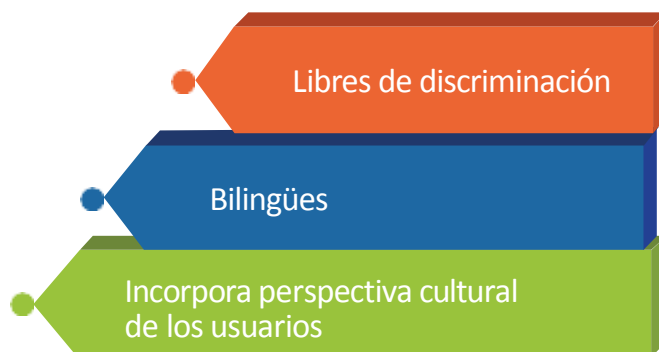 Libres de discriminación
Bilingües
Incorpora perspectiva cultural
de los usuarios